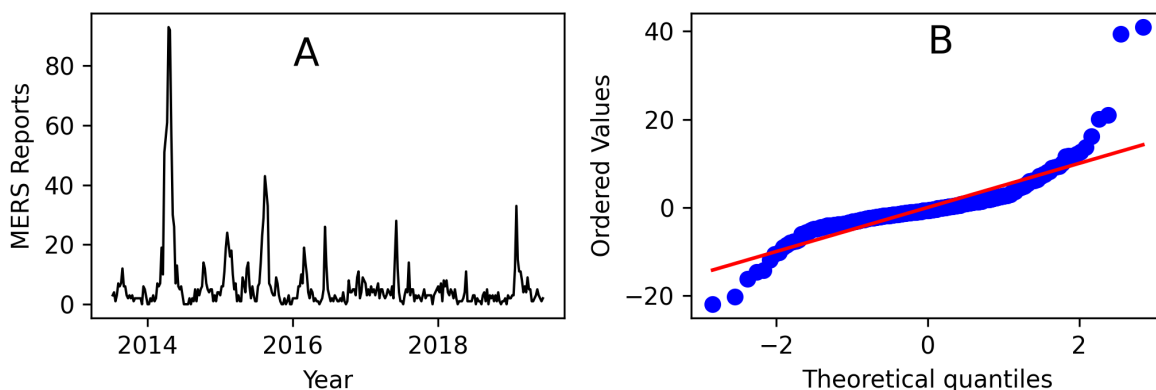 A
MERS Reports
80
60
40
20
0
2014
2016
2018
Year
B
Ordered Values
40
20
0
−20
−2
0
2
Theoretical quantiles